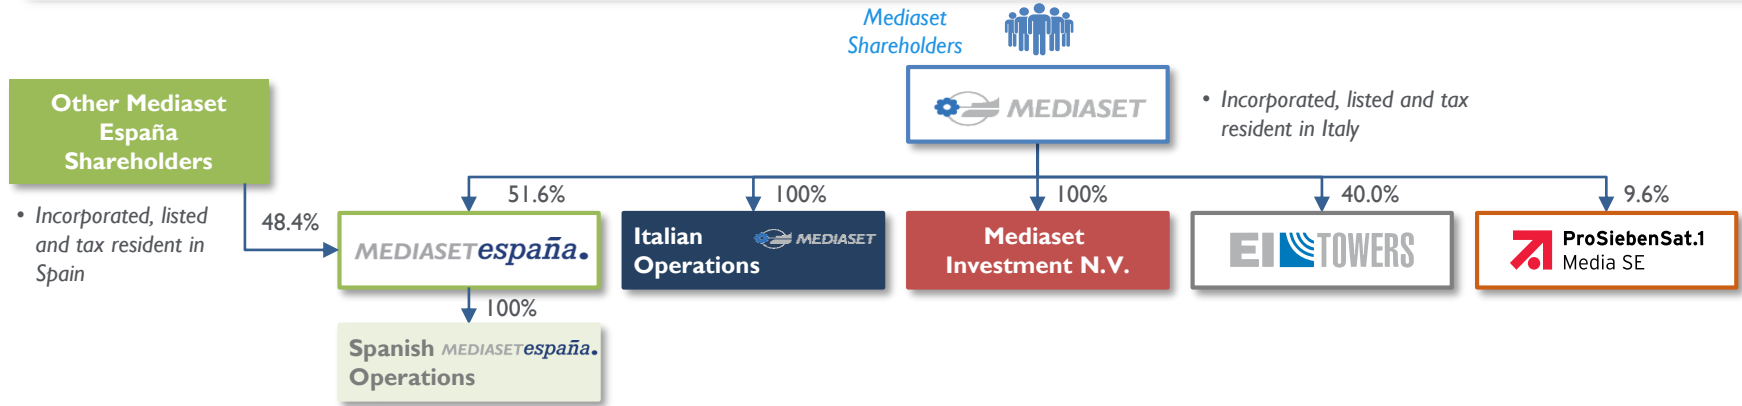 Mediaset
Shareholders
MEDIASET
• Incorporated, listed and tax
resident in Italy
Other Mediaset
España
Shareholders
• Incorporated, listed
and tax resident in
Spain
48.4%
51.6%
100%
100%
40.0%
9.6%
MEDIASETespaña.
Italian
Operations
MEDIASET
Mediaset
Investment N.V.
EI TOWERS
ProSiebenSat.1
Media SE
100%
Spanish
Operations
MEDIASETespaña.